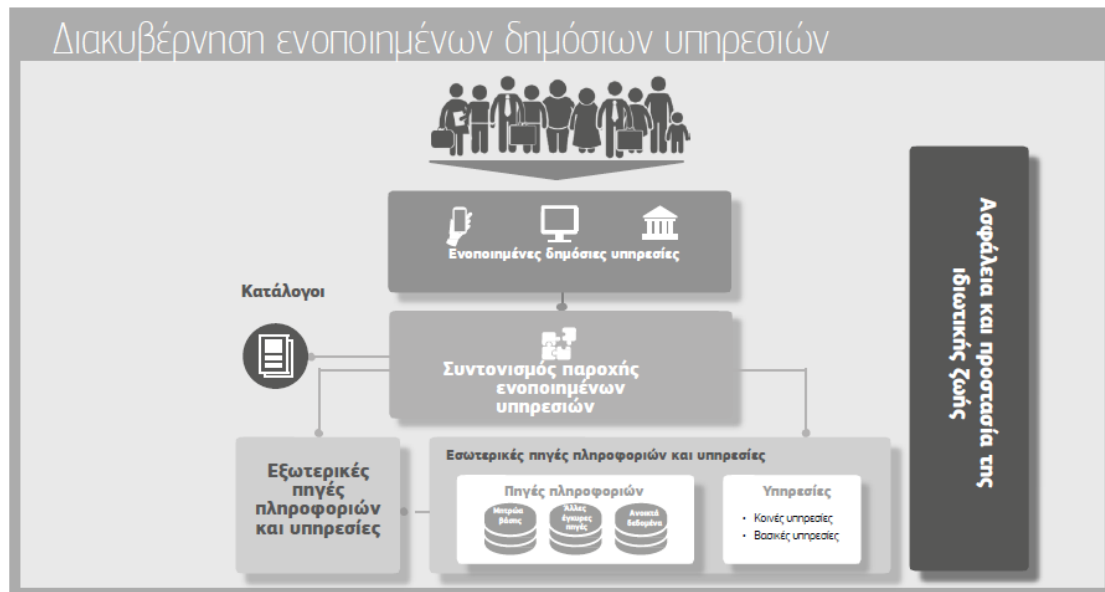 Διακυβέρνηση ενοποιημένων δημόσιων υπηρεσιών
Ενοποιημένες δημόσιες υπηρεσίες
Κατάλογοι
Συντονισμός παροχής
ενοποιημένων
υπηρεσιών
Εξωτερικές
πηγές
πληροφοριών
και υπηρεσίες
Εσωτερικές πηγές πληροφοριών και υπηρεσίες
Πηγές πληροφοριών
Μητρώα
βάσης
Άλλες
έγκυρες
πηγές
Ανοικτά
δεδομένα
Υπηρεσίες
• Κοινές υπηρεσίες
• Βασικές υπηρεσίες
Ασφάλεια και προστασία της
ιδιωτικής ζωής